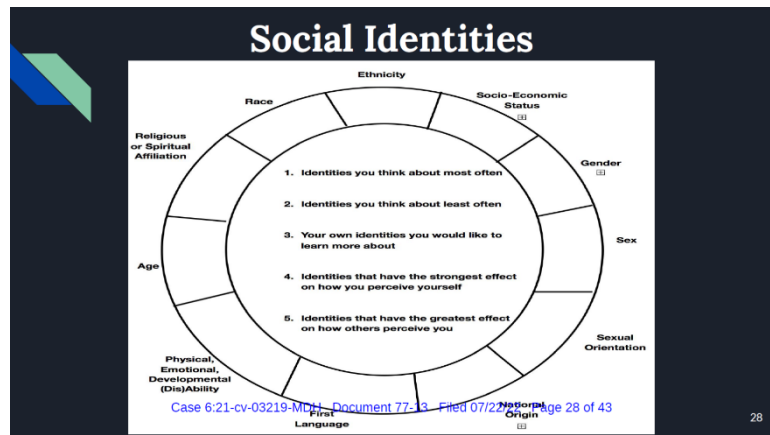 Social Identities
Ethnicity
Socio-Economic
Status
Gender
Sex
Sexual
Orientation
National
Origin
First
Language
Physical,
Emotional,
Developmental
(Dis)Ability
Age
Religious
or Spiritual
Affiliation
Race
1. Identities you think about most often
2. Identities you think about least often
3. Your own identities you would like to
learn more about
4. Identities that have the strongest effect
on how you perceive yourself
5. Identities that have the greatest effect
on how others perceive you
Case 6:21-cv-03219-MDH Document 77-13 Filed 07/22/22 Page 28 of 43
28